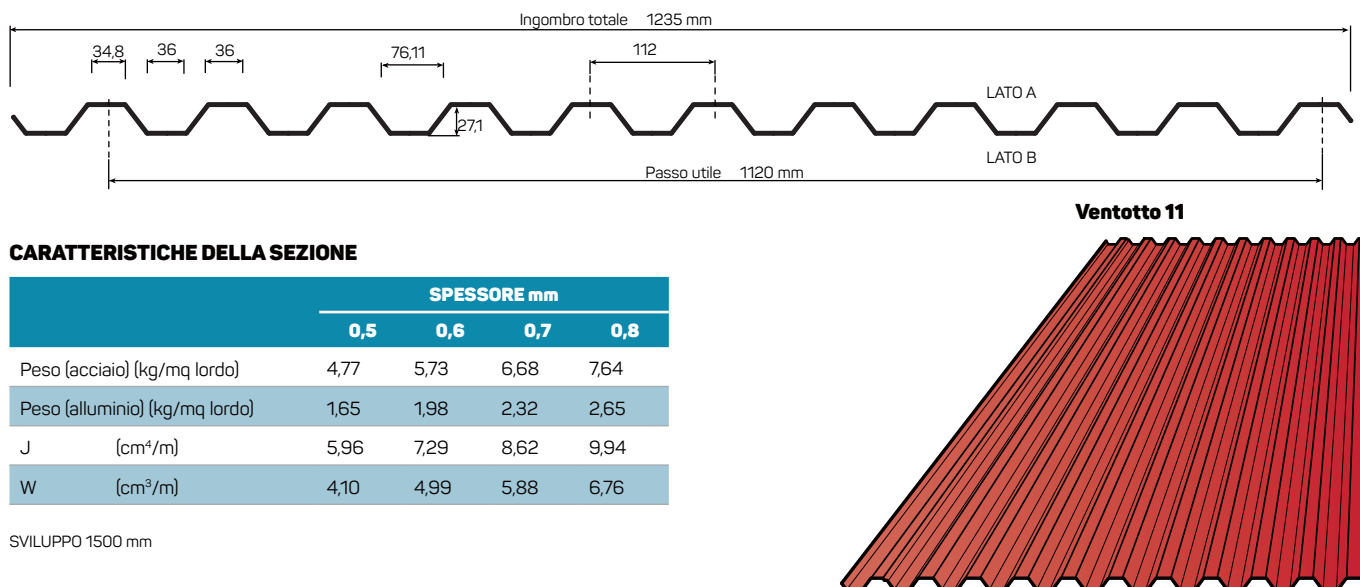 Ingombro totale 1235 mm
34,8 36 36 76,11 112
LATO A
27,1
LATO B
Passo utile 1120 mm
Ventotto 11
CARATTERISTICHE DELLA SEZIONE
SPESSORE mm
0,5 0,6 0,7 0,8
Peso (acciaio) (kg/mq lordo) 4,77 5,73 6,68 7,64
Peso (alluminio) (kg/mq lordo) 1,65 1,98 2,32 2,65
J (cm⁴/m) 5,96 7,29 8,62 9,94
W (cm³/m) 4,10 4,99 5,88 6,76
SVILUPPO 1500 mm